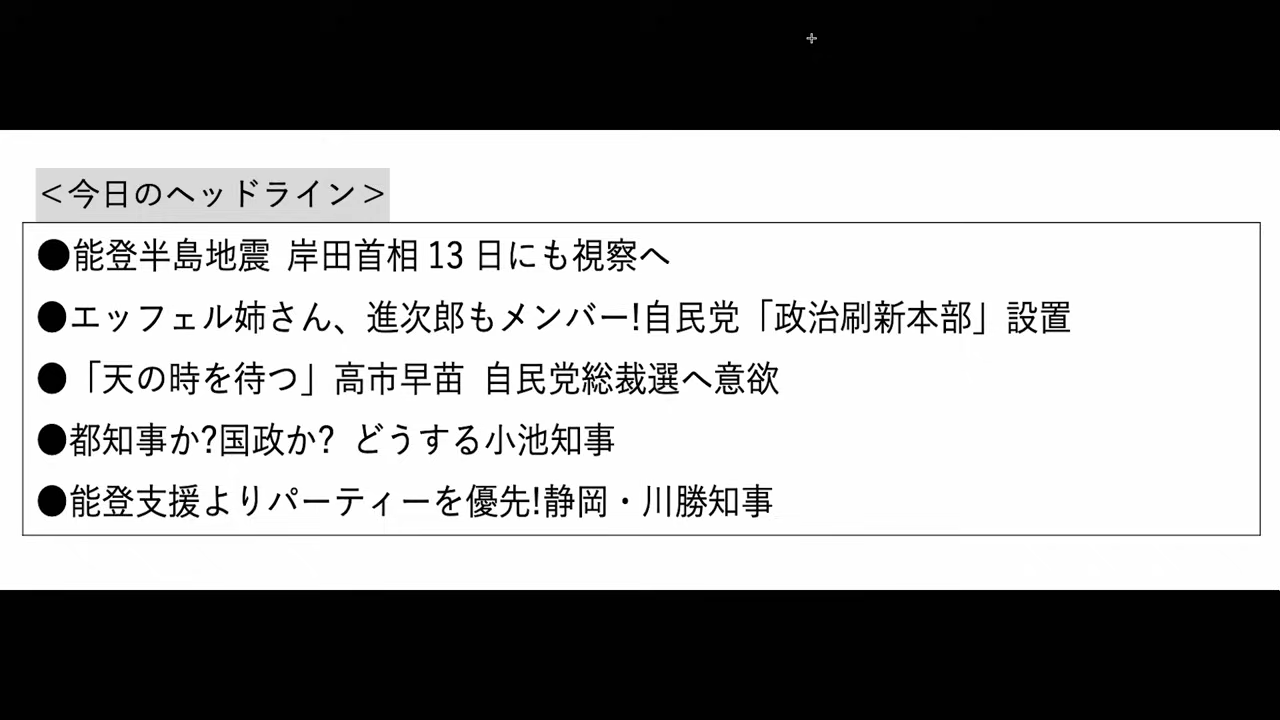 ＜今日のヘッドライン＞
●能登半島地震 岸田首相13日にも視察へ
●エッフェル姉さん、進次郎もメンバー!自民党「政治刷新本部」設置
●「天の時を待つ」高市早苗 自民党総裁選へ意欲
●都知事か?国政か? どうする小池知事
●能登支援よりパーティーを優先!静岡・川勝知事